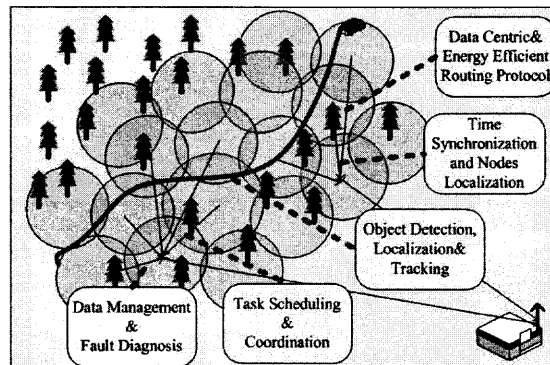 Data Centric&
Energy Efficient
Routing Protocol
Time
Synchronization
and Nodes
Localization
Object Detection,
Localization&
Tracking
Data Management
&
Fault Diagnosis
Task Scheduling
&
Coordination